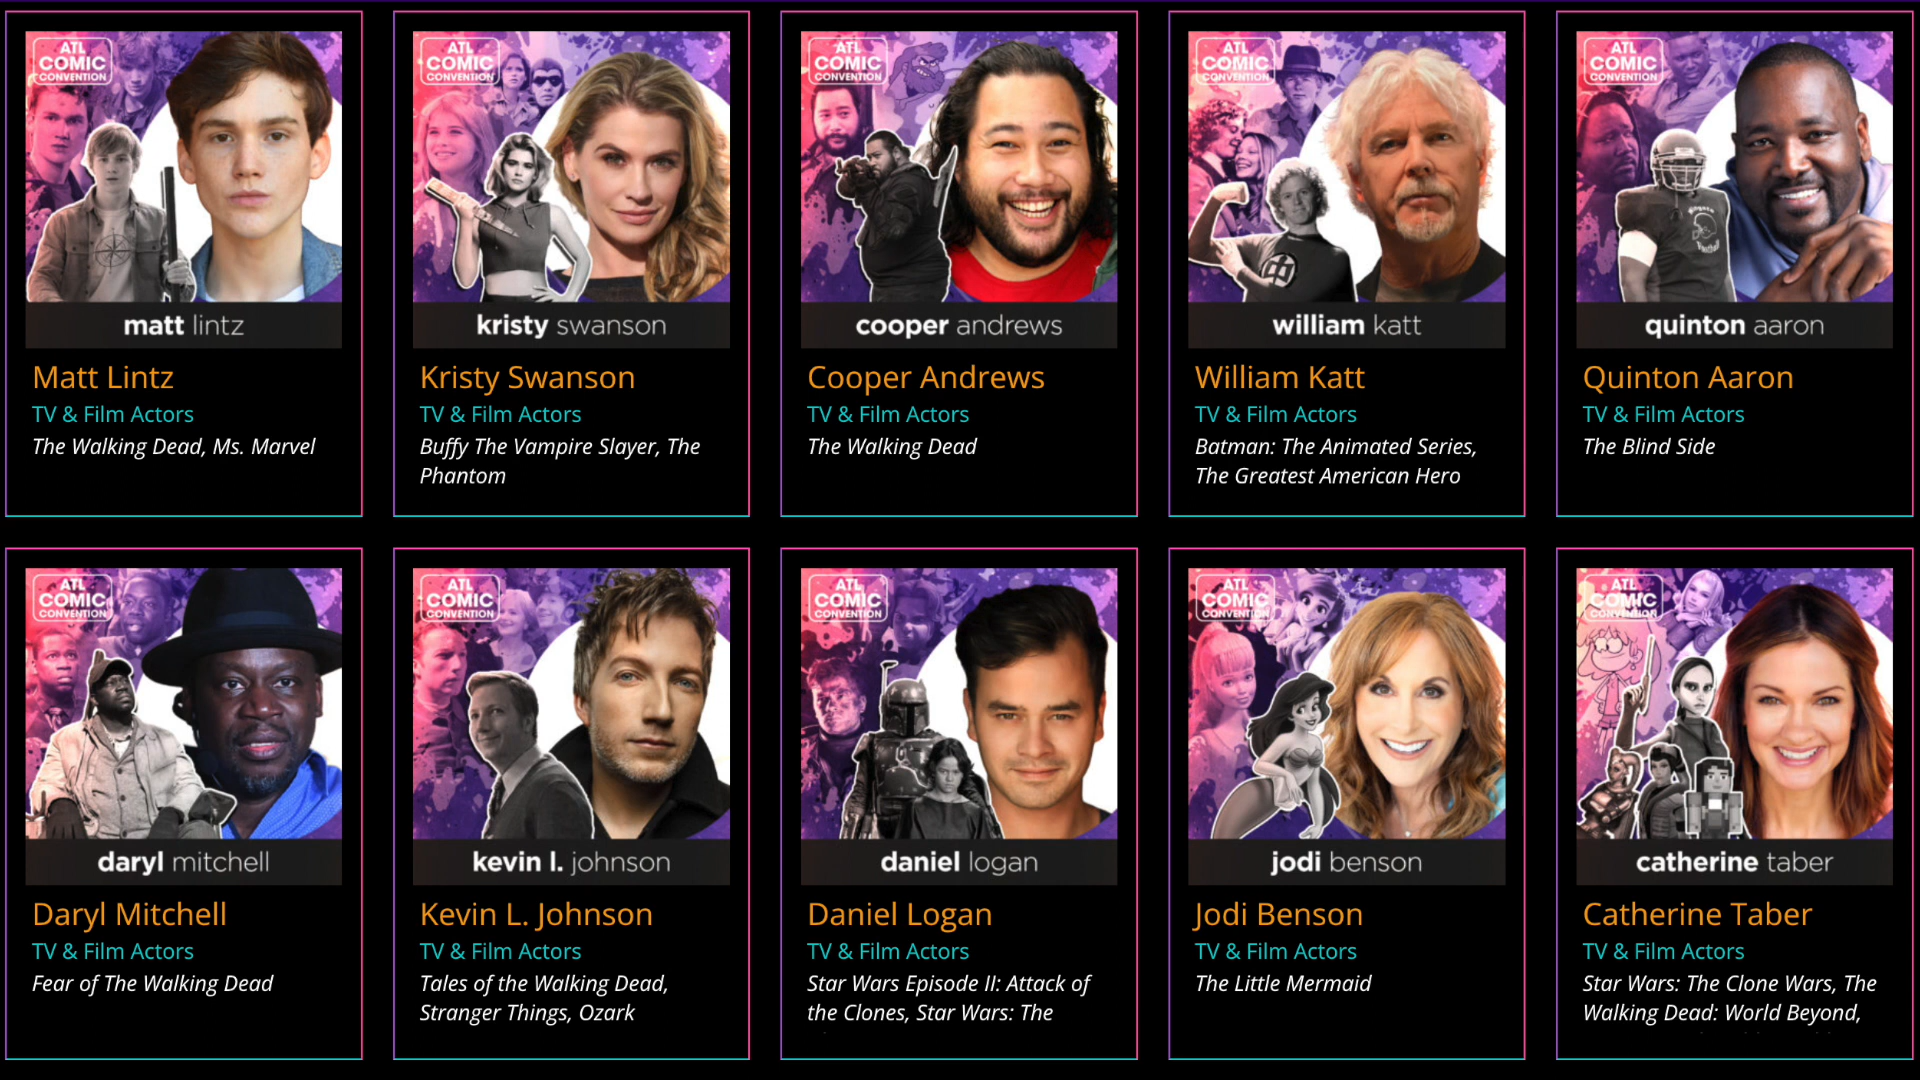 ATL
COMIC
CONVENTION
matt lintz
Matt Lintz
TV & Film Actors
The Walking Dead, Ms. Marvel
ATL
COMIC
CONVENTION
kristy swanson
Kristy Swanson
TV & Film Actors
Buffy The Vampire Slayer, The
Phantom
ATL
COMIC
CONVENTION
cooper andrews
Cooper Andrews
TV & Film Actors
The Walking Dead
ATL
COMIC
CONVENTION
william katt
William Katt
TV & Film Actors
Batman: The Animated Series,
The Greatest American Hero
ATL
COMIC
CONVENTION
quinton aaron
Quinton Aaron
TV & Film Actors
The Blind Side
ATL
COMIC
CONVENTION
daryl mitchell
Daryl Mitchell
TV & Film Actors
Fear of The Walking Dead
ATL
COMIC
CONVENTION
kevin l. johnson
Kevin L. Johnson
TV & Film Actors
Tales of the Walking Dead,
Stranger Things, Ozark
ATL
COMIC
CONVENTION
daniel logan
Daniel Logan
TV & Film Actors
Star Wars Episode II: Attack of
the Clones, Star Wars: The
ATL
COMIC
CONVENTION
jodi benson
Jodi Benson
TV & Film Actors
The Little Mermaid
ATL
COMIC
CONVENTION
catherine taber
Catherine Taber
TV & Film Actors
Star Wars: The Clone Wars, The
Walking Dead: World Beyond,